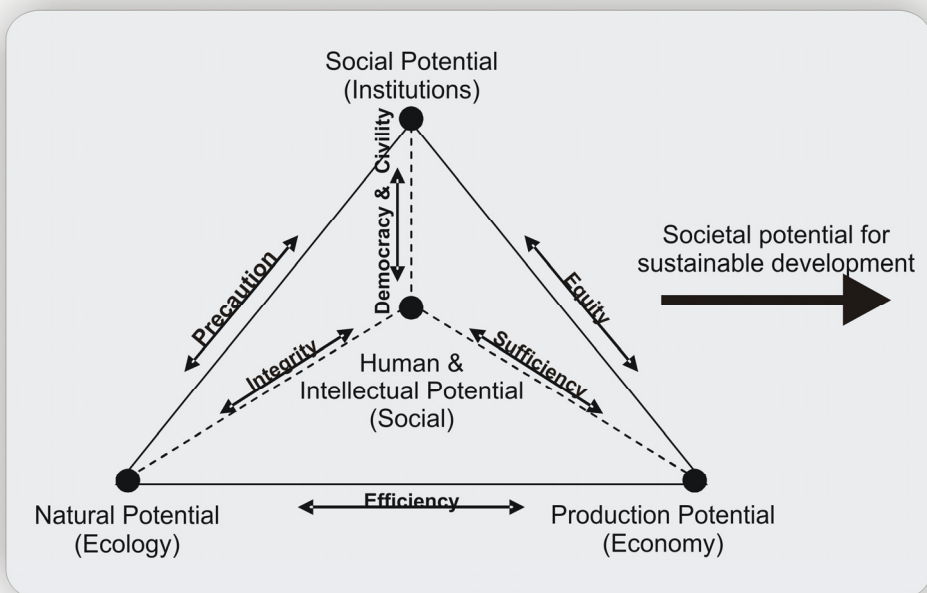 Social Potential
(Institutions)
Democracy & Civility
Societal potential for
sustainable development
Precaution
Equity
Integrity
Sufficiency
Human &
Intellectual Potential
(Social)
Efficiency
Natural Potential
(Ecology)
Production Potential
(Economy)